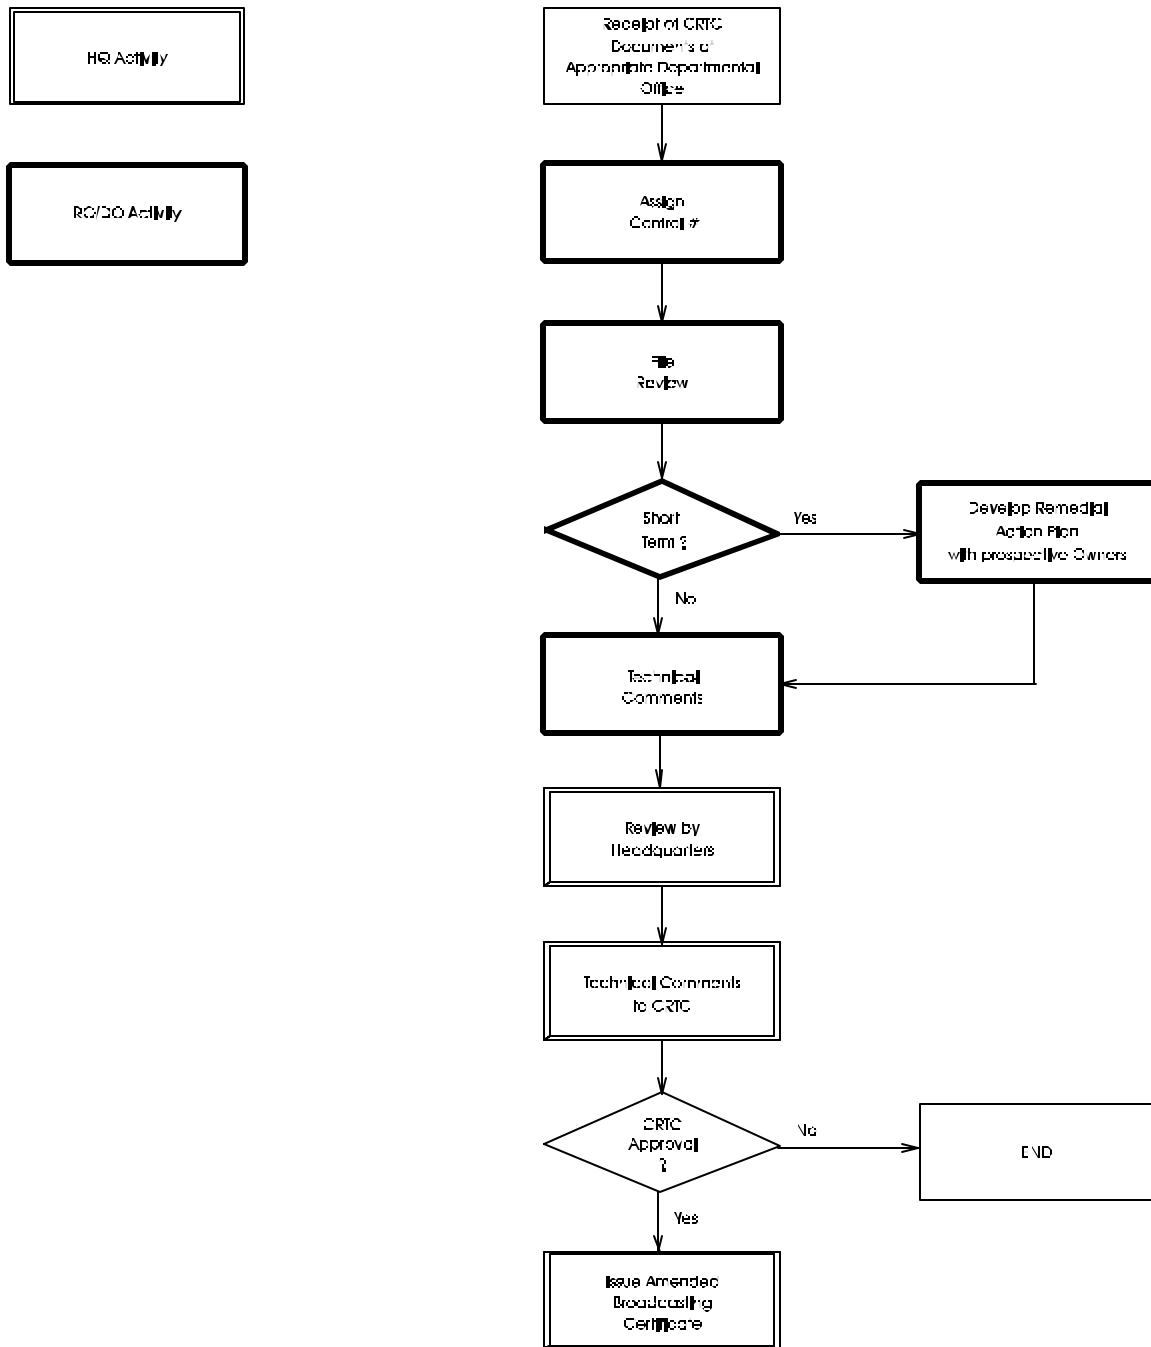 HQ Activity
RO/DO Activity
Receipt of CRTC
Documents at
Appropriate Departmental
Office
Assign
Control #
File
Review
Short
Term ?
Yes
Develop Remedial
Action Plan
with prospective Owners
No
Technical
Comments
Review by
Headquarters
Technical Comments
to CRTC
CRTC
Approval
?
No
END
Yes
Issue Amended
Broadcasting
Certificate